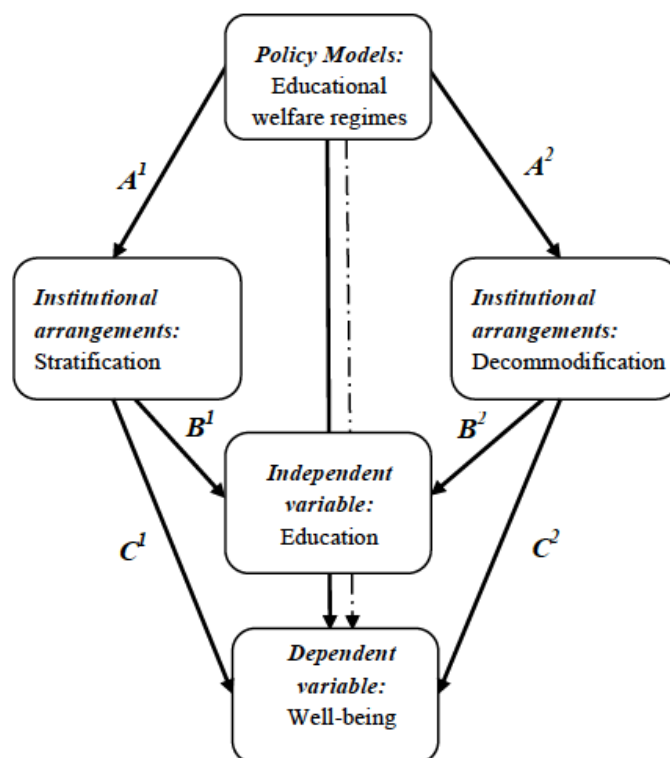 Policy Models:
Educational
welfare regimes
A¹
A²
Institutional
arrangements:
Stratification
Institutional
arrangements:
Decommodification
B¹
B²
Independent
variable:
Education
C¹
C²
Dependent
variable:
Well-being